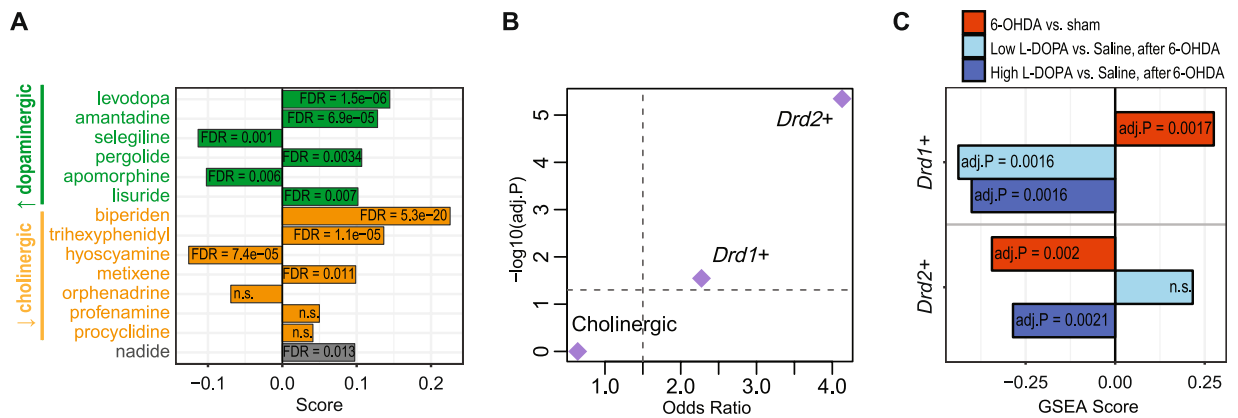 A
↑ dopaminergic
↓ cholinergic
levodopa
amantadine
selegiline
pergolide
apomorphine
lisuride
biperiden
trihexyphenidyl
hyoscyamine
metixene
orphenadrine
profenamine
procyclidine
nadide
FDR = 1.5e-06
FDR = 6.9e-05
FDR = 0.001
FDR = 0.0034
FDR = 0.006
FDR = 0.007
FDR = 5.3e-20
FDR = 1.1e-05
FDR = 7.4e-05
FDR = 0.011
n.s.
n.s.
n.s.
FDR = 0.013
−0.1 0.0 0.1 0.2
Score
B
−log10(adj.P)
5
4
3
2
1
0
Drd2+
Drd1+
Cholinergic
1.0 2.0 3.0 4.0
Odds Ratio
C
6-OHDA vs. sham
Low L-DOPA vs. Saline, after 6-OHDA
High L-DOPA vs. Saline, after 6-OHDA
Drd1+
adj.P = 0.0017
adj.P = 0.0016
adj.P = 0.0016
Drd2+
adj.P = 0.002
n.s.
adj.P = 0.0021
−0.25 0.00 0.25
GSEA Score